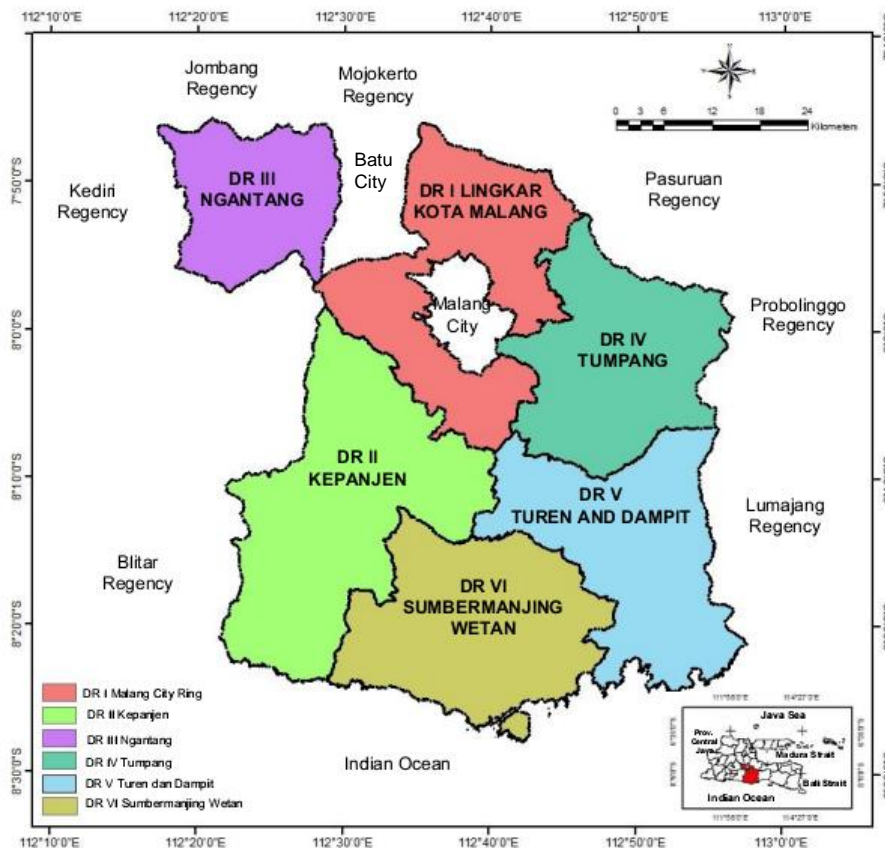 112°10'0"E 112°20'0"E 112°30'0"E 112°40'0"E 112°50'0"E 113°0'0"E
Jombang
Regency
Mojokerto
Regency
0 3 6 12 18 24
Kilometers
Batu
City
DR III
NGANTANG
DR I LINGKAR
KOTA MALANG
Pasuruan
Regency
Kediri
Regency
7°50'0"S
Malang
City
Probolinggo
Regency
8°0'0"S
DR IV
TUMPANG
DR II
KEPANJEN
8°10'0"S
DR V
TUREN AND DAMPIT
Lumajang
Regency
Blitar
Regency
DR VI
SUMBERMANJING
WETAN
8°20'0"S
DR I Malang City Ring
DR II Kepanjen
DR III Ngantang
DR IV Tumpang
DR V Turen dan Dampit
DR VI Sumbermanjing Wetan
Indian Ocean
8°30'0"S
Java Sea
Prov.
Central
Java
Madura Strait
Bali Strait
Indian Ocean
112°10'0"E 112°20'0"E 112°30'0"E 112°40'0"E 112°50'0"E 113°0'0"E